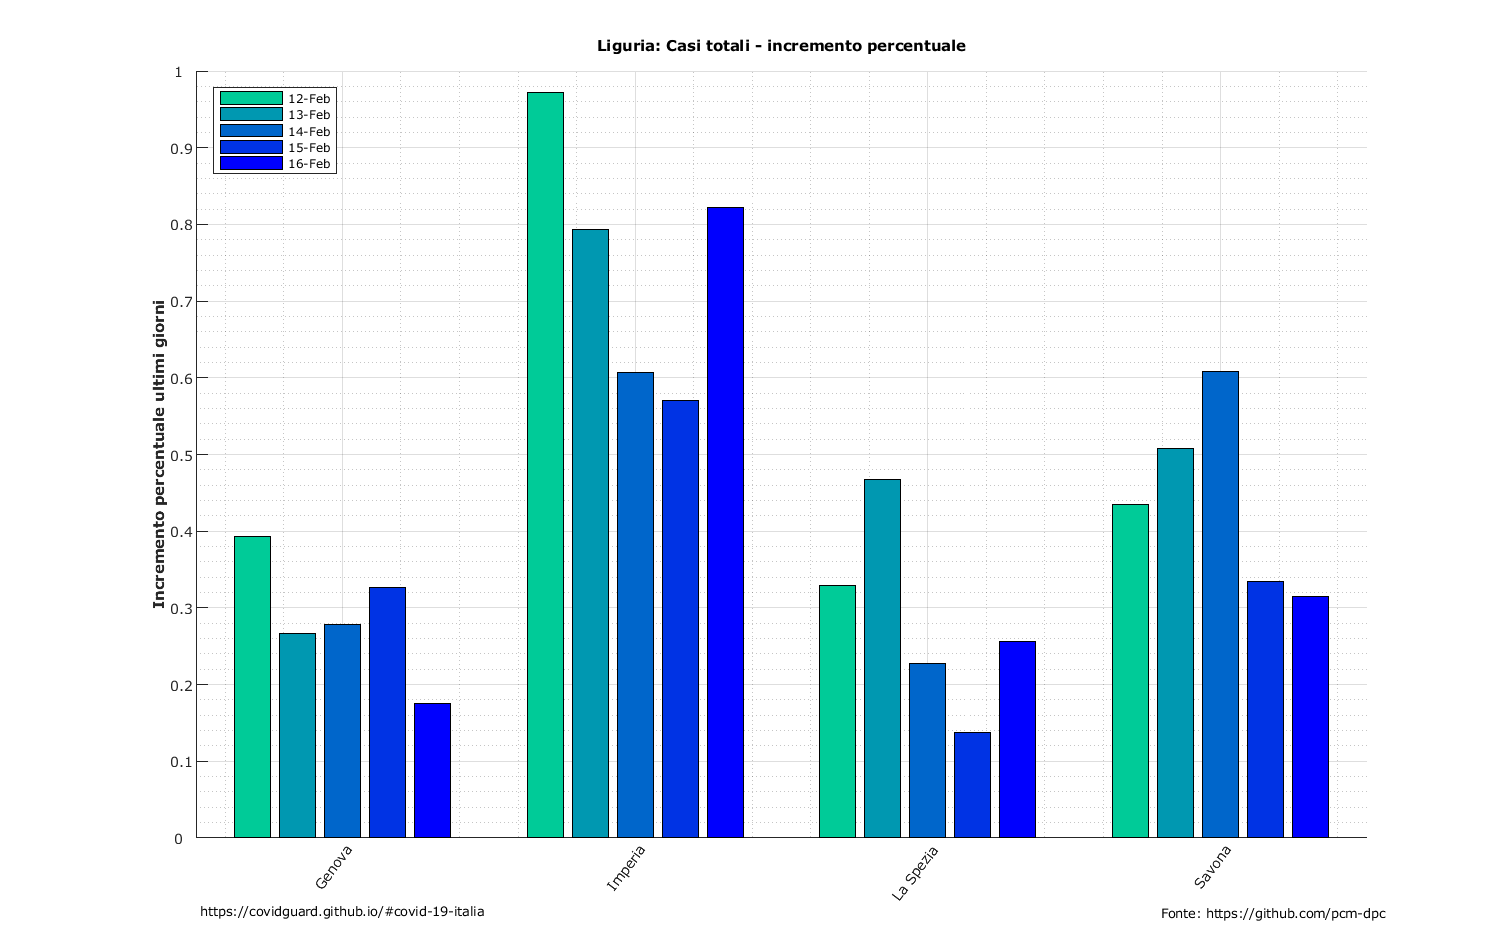 Liguria: Casi totali - incremento percentuale
1
0.9
0.8
0.7
0.6
0.5
0.4
0.3
0.2
0.1
0
Incremento percentuale ultimi giorni
12-Feb
13-Feb
14-Feb
15-Feb
16-Feb
Genova
Imperia
La Spezia
Savona
https://covidguard.github.io/#covid-19-italia
Fonte: https://github.com/pcm-dpc